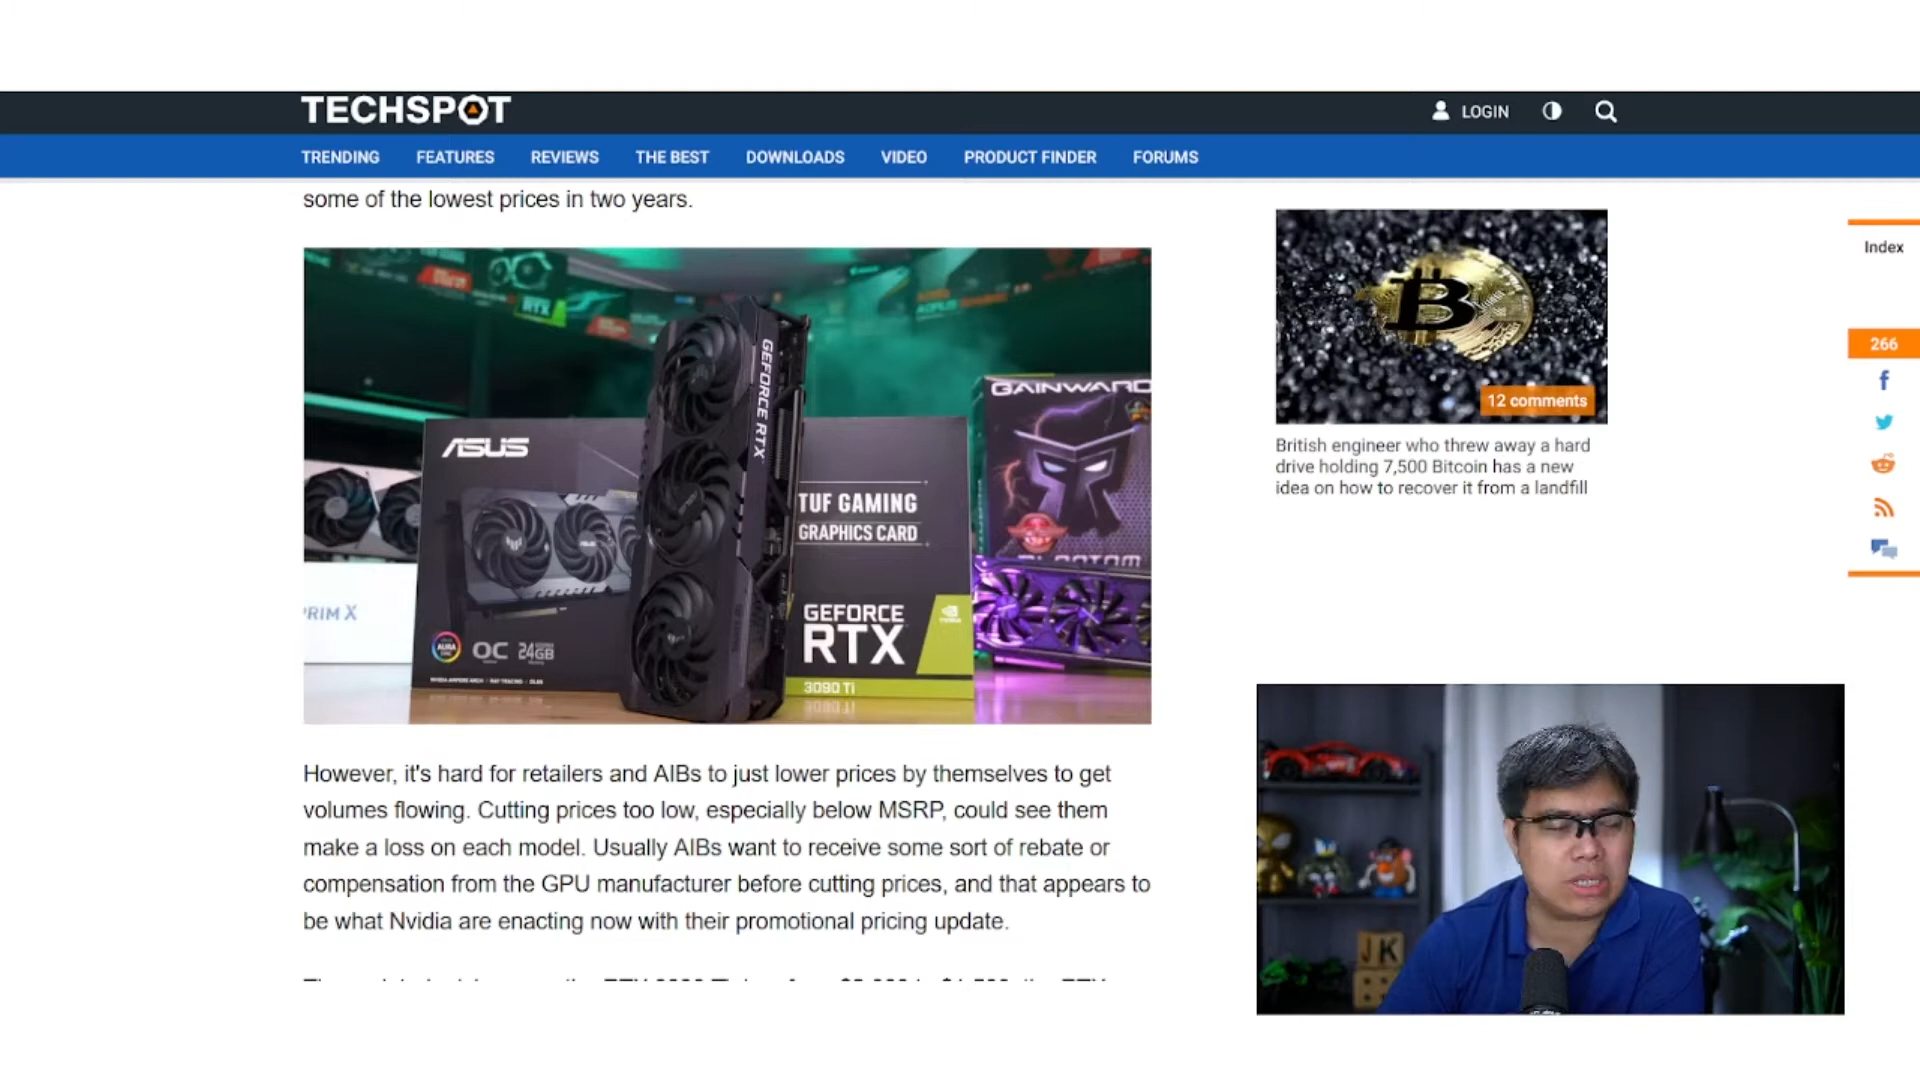 TECHSPOT
LOGIN
TRENDING FEATURES REVIEWS THE BEST DOWNLOADS VIDEO PRODUCT FINDER FORUMS
some of the lowest prices in two years.
GEFORCE RTX
ASUS
TUF GAMING
GRAPHICS CARD
GEFORCE
RTX
3090 Ti
OC 24GB
RTX
GAINWARD
PHANTOM
PRIM X
However, it's hard for retailers and AIBs to just lower prices by themselves to get
volumes flowing. Cutting prices too low, especially below MSRP, could see them
make a loss on each model. Usually AIBs want to receive some sort of rebate or
compensation from the GPU manufacturer before cutting prices, and that appears to
be what Nvidia are enacting now with their promotional pricing update.
12 comments
British engineer who threw away a hard
drive holding 7,500 Bitcoin has a new
idea on how to recover it from a landfill
Index
266
JK